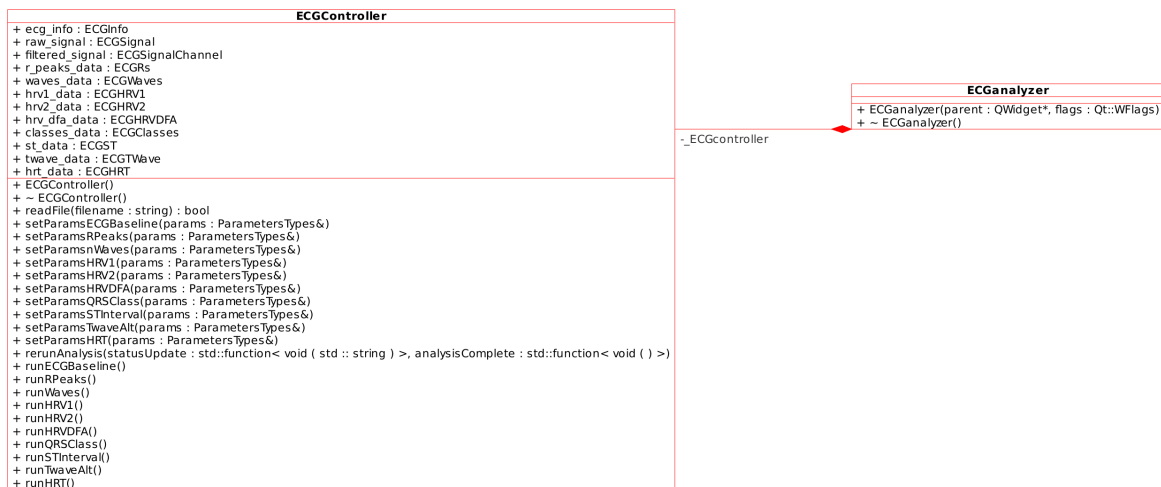 ECGController
+ ecg_info : ECGInfo
+ raw_signal : ECGSignal
+ filtered_signal : ECGSignalChannel
+ r_peaks_data : ECGRs
+ waves_data : ECGWaves
+ hrv1_data : ECGHRV1
+ hrv2_data : ECGHRV2
+ hrv_dfa_data : ECGHRVDFA
+ classes_data : ECGClasses
+ st_data : ECGST
+ twave_data : ECGTWave
+ hrt_data : ECGHRT
+ ECGController()
+ ~ ECGController()
+ readFile(filename : string) : bool
+ setParamsECGBaseline(params : ParametersTypes&)
+ setParamsRPeaks(params : ParametersTypes&)
+ setParamsnWaves(params : ParametersTypes&)
+ setParamsHRV1(params : ParametersTypes&)
+ setParamsHRV2(params : ParametersTypes&)
+ setParamsHRVDFA(params : ParametersTypes&)
+ setParamsQRSClass(params : ParametersTypes&)
+ setParamsSTInterval(params : ParametersTypes&)
+ setParamsTwaveAlt(params : ParametersTypes&)
+ setParamsHRT(params : ParametersTypes&)
+ rerunAnalysis(statusUpdate : std::function< void ( std :: string ) >, analysisComplete : std::function< void ( ) >)
+ runECGBaseline()
+ runRPeaks()
+ runWaves()
+ runHRV1()
+ runHRV2()
+ runHRVDFA()
+ runQRSClass()
+ runSTInterval()
+ runTwaveAlt()
+ runHRT()
-_ECGcontroller
ECGanalyzer
+ ECGanalyzer(parent : QWidget*, flags : Qt::WFlags)
+ ~ ECGanalyzer()